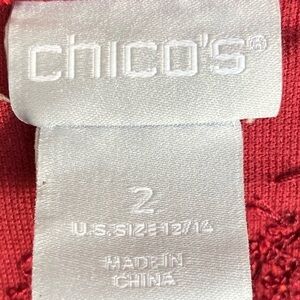 chico's®
2
U.S. SIZE 12/14
MADE IN
CHINA